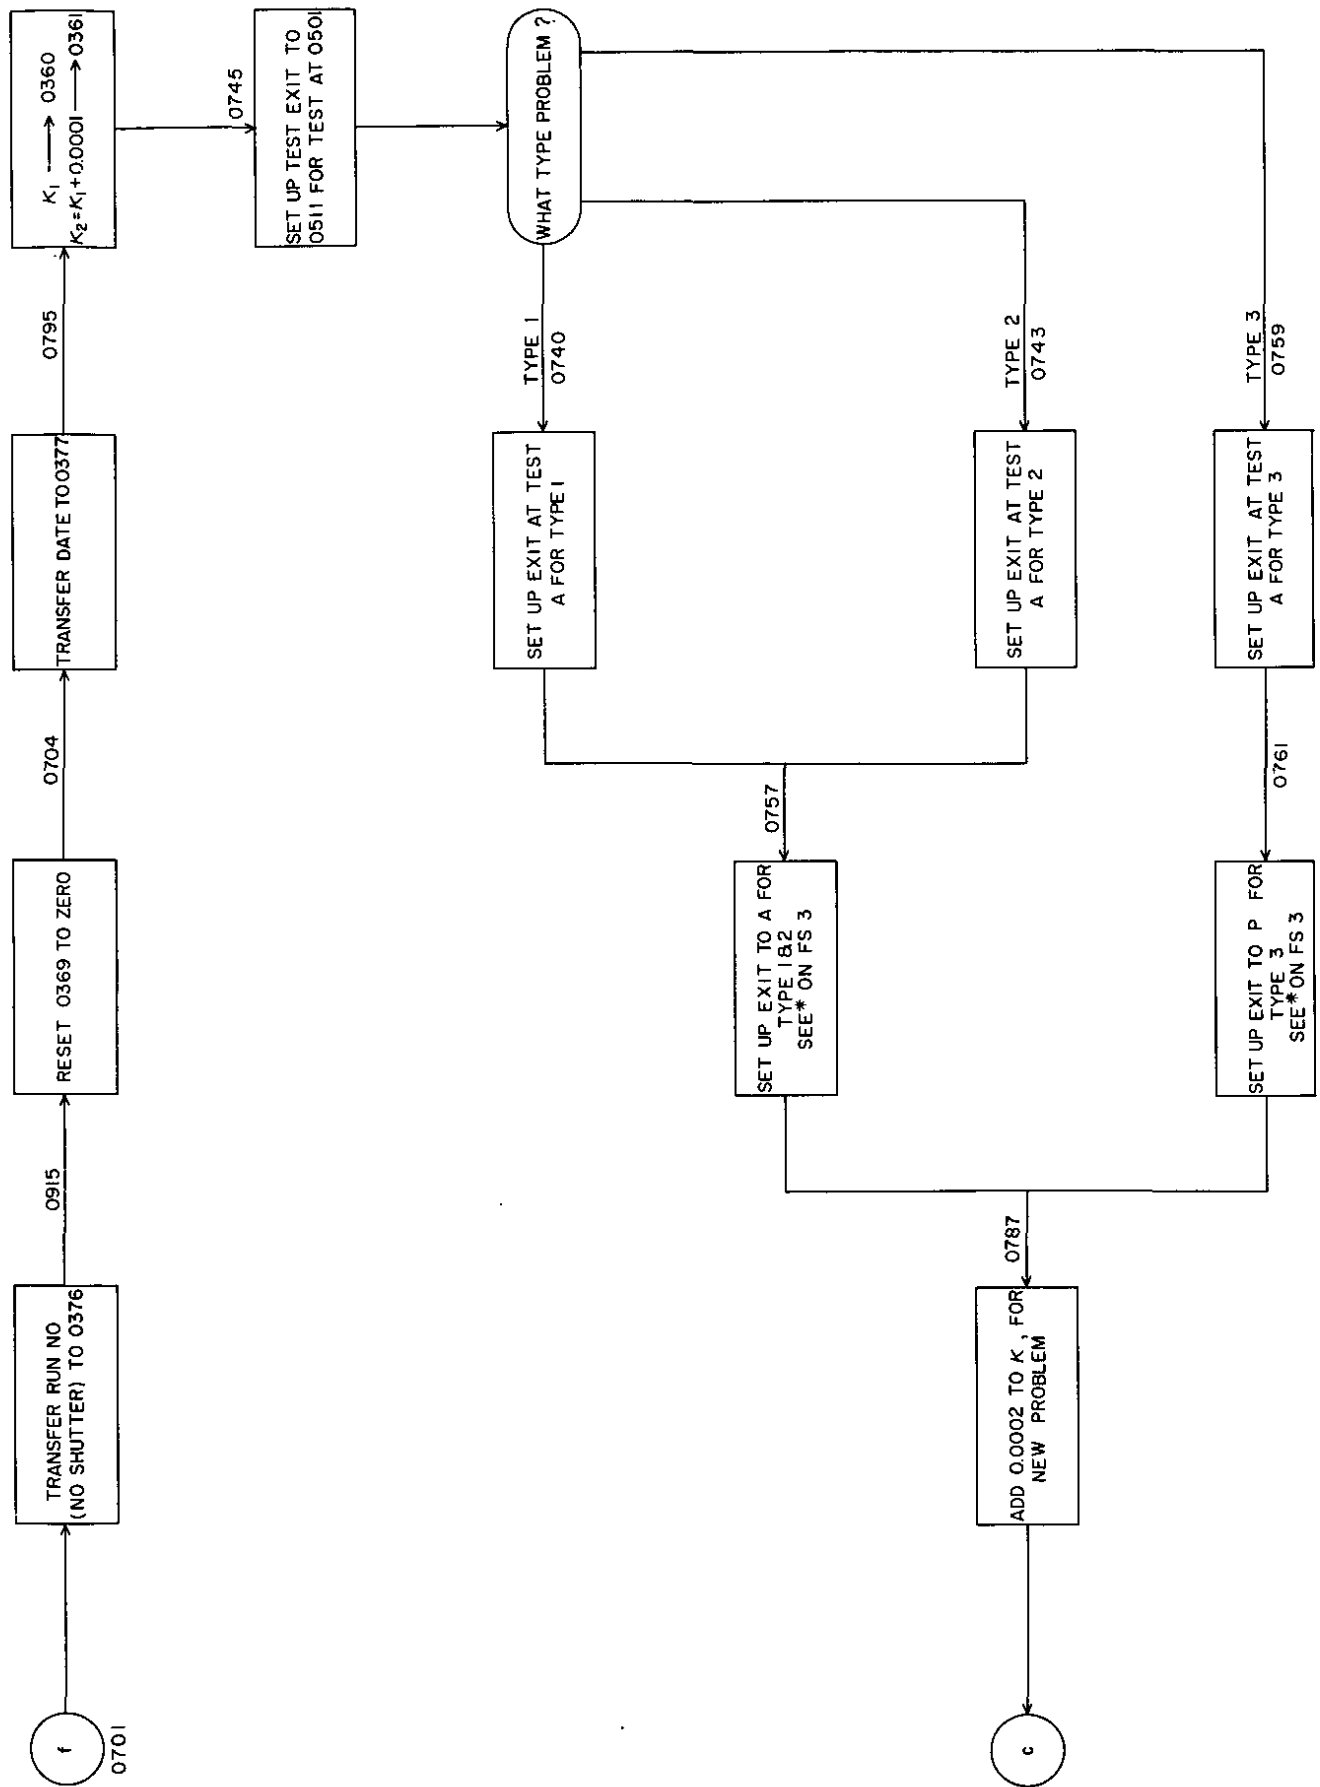 f
0701
TRANSFER RUN NO
(NO SHUTTER) TO 0376
0915
RESET 0369 TO ZERO
0704
TRANSFER DATE TO 0377
0795
K₁ → 0360
K₂=K₁+0.0001 → 0361
0745
SET UP TEST EXIT TO
0511 FOR TEST AT 0501
WHAT TYPE PROBLEM ?
TYPE 1
0740
SET UP EXIT AT TEST
A FOR TYPE 1
TYPE 2
0743
SET UP EXIT AT TEST
A FOR TYPE 2
TYPE 3
0759
SET UP EXIT AT TEST
A FOR TYPE 3
0757
SET UP EXIT TO A FOR
TYPE 1&2
SEE* ON FS 3
0761
SET UP EXIT TO P FOR
TYPE 3
SEE* ON FS 3
0787
ADD 0.0002 TO K, FOR
NEW PROBLEM
c